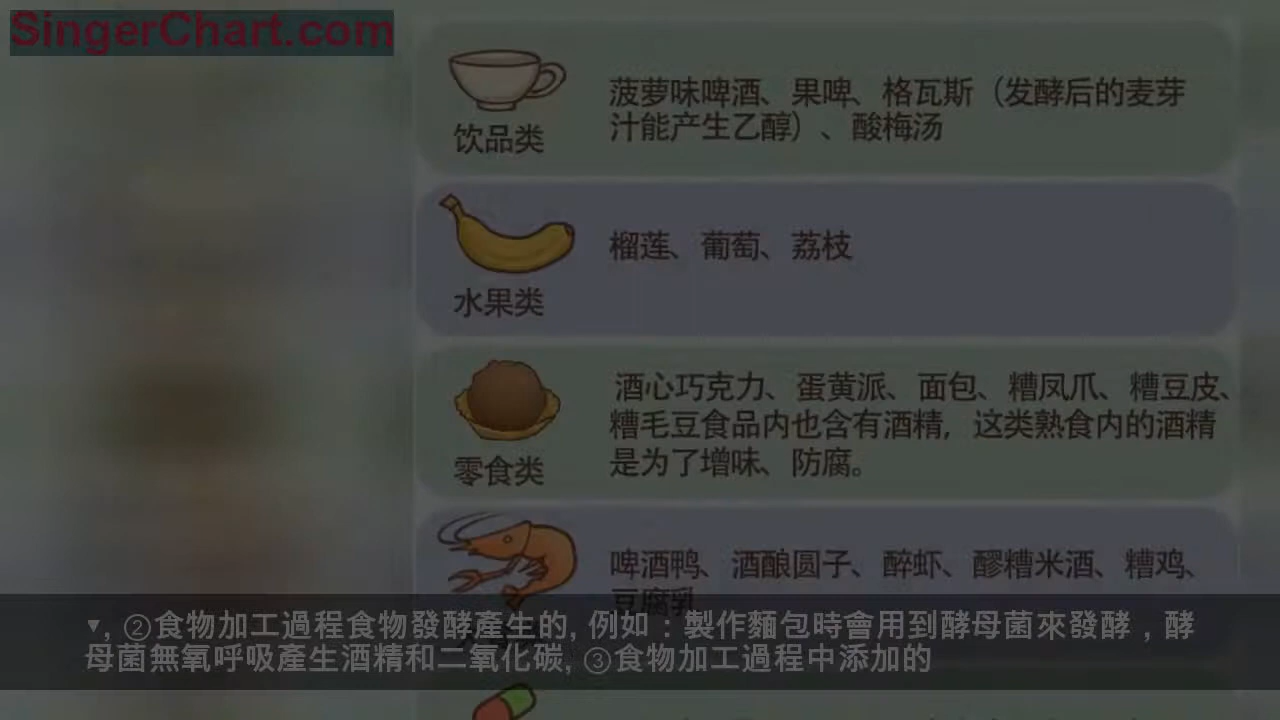 SingerChart.com
菠萝味啤酒、果啤、格瓦斯（发酵后的麦芽
汁能产生乙醇）、酸梅汤
饮品类
榴莲、葡萄、荔枝
水果类
酒心巧克力、蛋黄派、面包、糟凤爪、糟豆皮、
糟毛豆食品内也含有酒精，这类熟食内的酒精
是为了增味、防腐。
零食类
啤酒鸭、酒酿圆子、醉虾、醪糟米酒、糟鸡、
豆腐乳
▼, ②食物加工過程食物發酵產生的, 例如：製作麵包時會用到酵母菌來發酵，酵
母菌無氧呼吸產生酒精和二氧化碳, ③食物加工過程中添加的